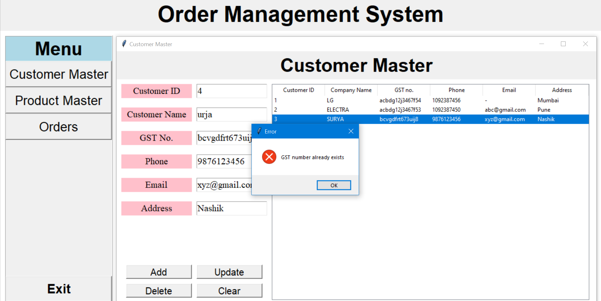 Order Management System
Menu
Customer Master
Product Master
Orders
Exit
Customer Master
Customer Master
Customer ID 4
Customer Name urja
GST No. bcvgdfrt673uij
Phone 9876123456
Email xyz@gmail.com
Address Nashik
Add Update
Delete Clear
Customer ID Company Name GST no. Phone Email Address
1 LG acbdg12j3467f54 1092387456 - Mumbai
2 ELECTRA acbdg12j3467f53 1092387450 abc@gmail.com Pune
3 SURYA bcvgdfrt673uij8 9876123456 xyz@gmail.com Nashik
Error
GST number already exists
OK